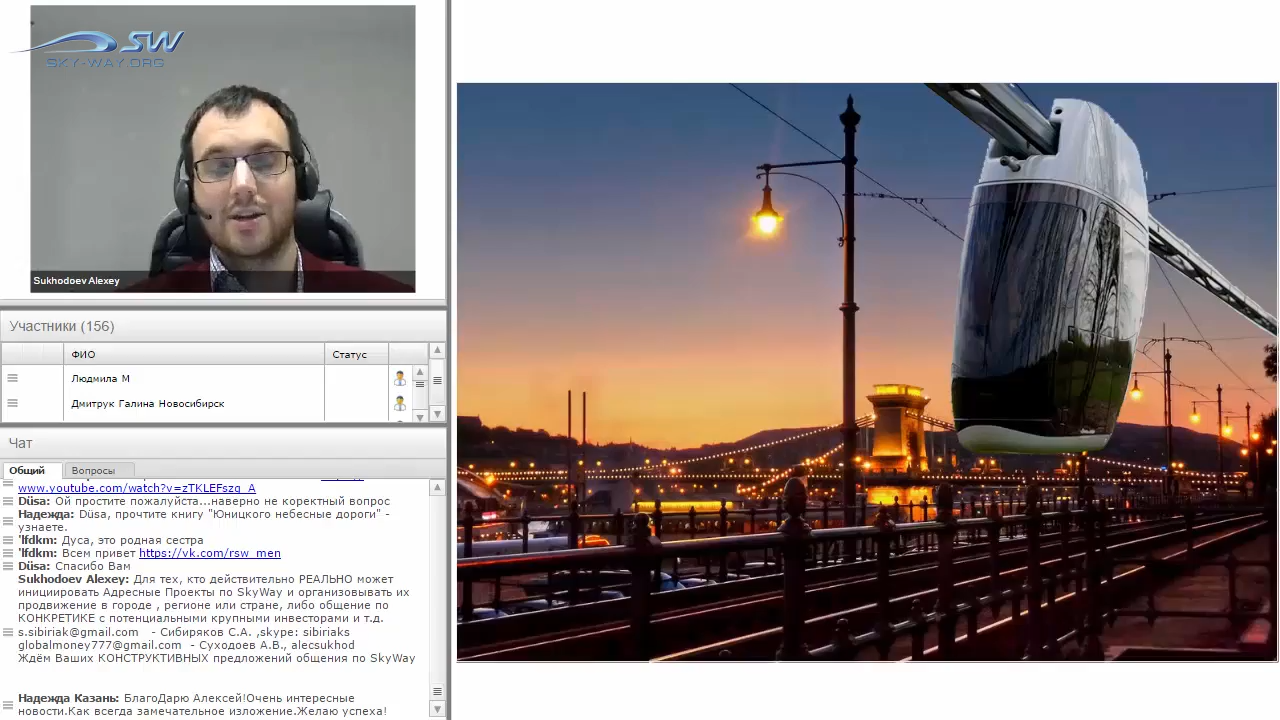 SW
SKY-WAY.ORG
Sukhodoev Alexey
Участники (156)
ФИО Статус
Людмила М
Дмитрук Галина Новосибирск
Чат
Общий Вопросы
www.youtube.com/watch?v=zTKLEFszq_A
Düsa: Ой простите пожалуйста...наверно не коректный вопрос
Надежда: Düsa, прочтите книгу "Юницкого небесные дороги" -
узнаете.
'lfdkm: Дуса, это родная сестра
'lfdkm: Всем привет https://vk.com/rsw_men
Düsa: Спасибо Вам
Sukhodoev Alexey: Для тех, кто действительно РЕАЛЬНО может
инициировать Адресные Проекты по SkyWay и организовывать их
продвижение в городе , регионе или стране, либо общение по
КОНКРЕТИКЕ с потенциальными крупными инвесторами и т.д.
s.sibiriak@gmail.com - Сибиряков С.А. ,skype: sibiriaks
globalmoney777@gmail.com - Суходоев А.В., alecsukhod
Ждём Ваших КОНСТРУКТИВНЫХ предложений общения по SkyWay
Надежда Казань: БлагоДарю Алексей!Очень интересные
новости.Как всегда замечательное изложение.Желаю успеха!